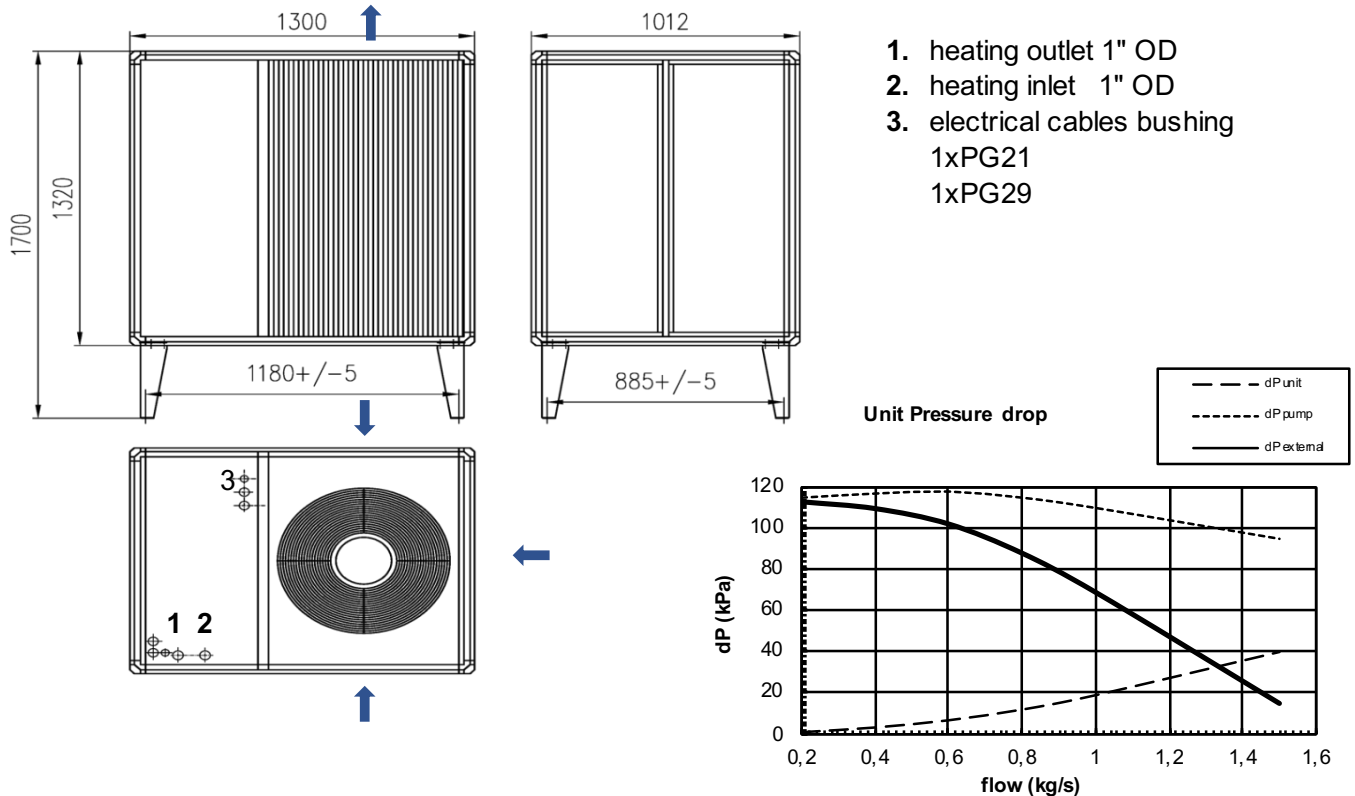 1300
1012
1. heating outlet 1" OD
2. heating inlet 1" OD
3. electrical cables bushing
1xPG21
1xPG29
1700
1320
1180+/-5
885+/-5
3
1 2
Unit Pressure drop
dP unit
dP pump
dP external
dP (kPa)
120
100
80
60
40
20
0
0,2 0,4 0,6 0,8 1 1,2 1,4 1,6
flow (kg/s)